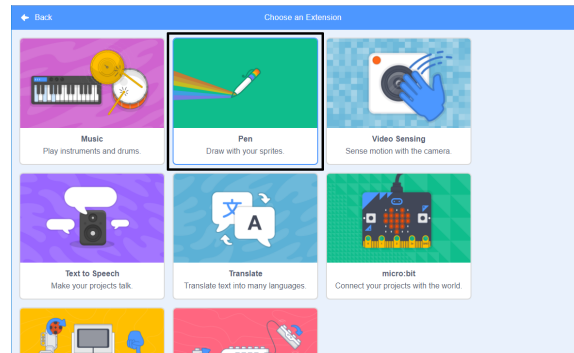 Back
Choose an Extension
Music
Play instruments and drums.
Pen
Draw with your sprites.
Video Sensing
Sense motion with the camera.
文
A
Text to Speech
Make your projects talk.
Translate
Translate text into many languages.
micro:bit
Connect your projects with the world.